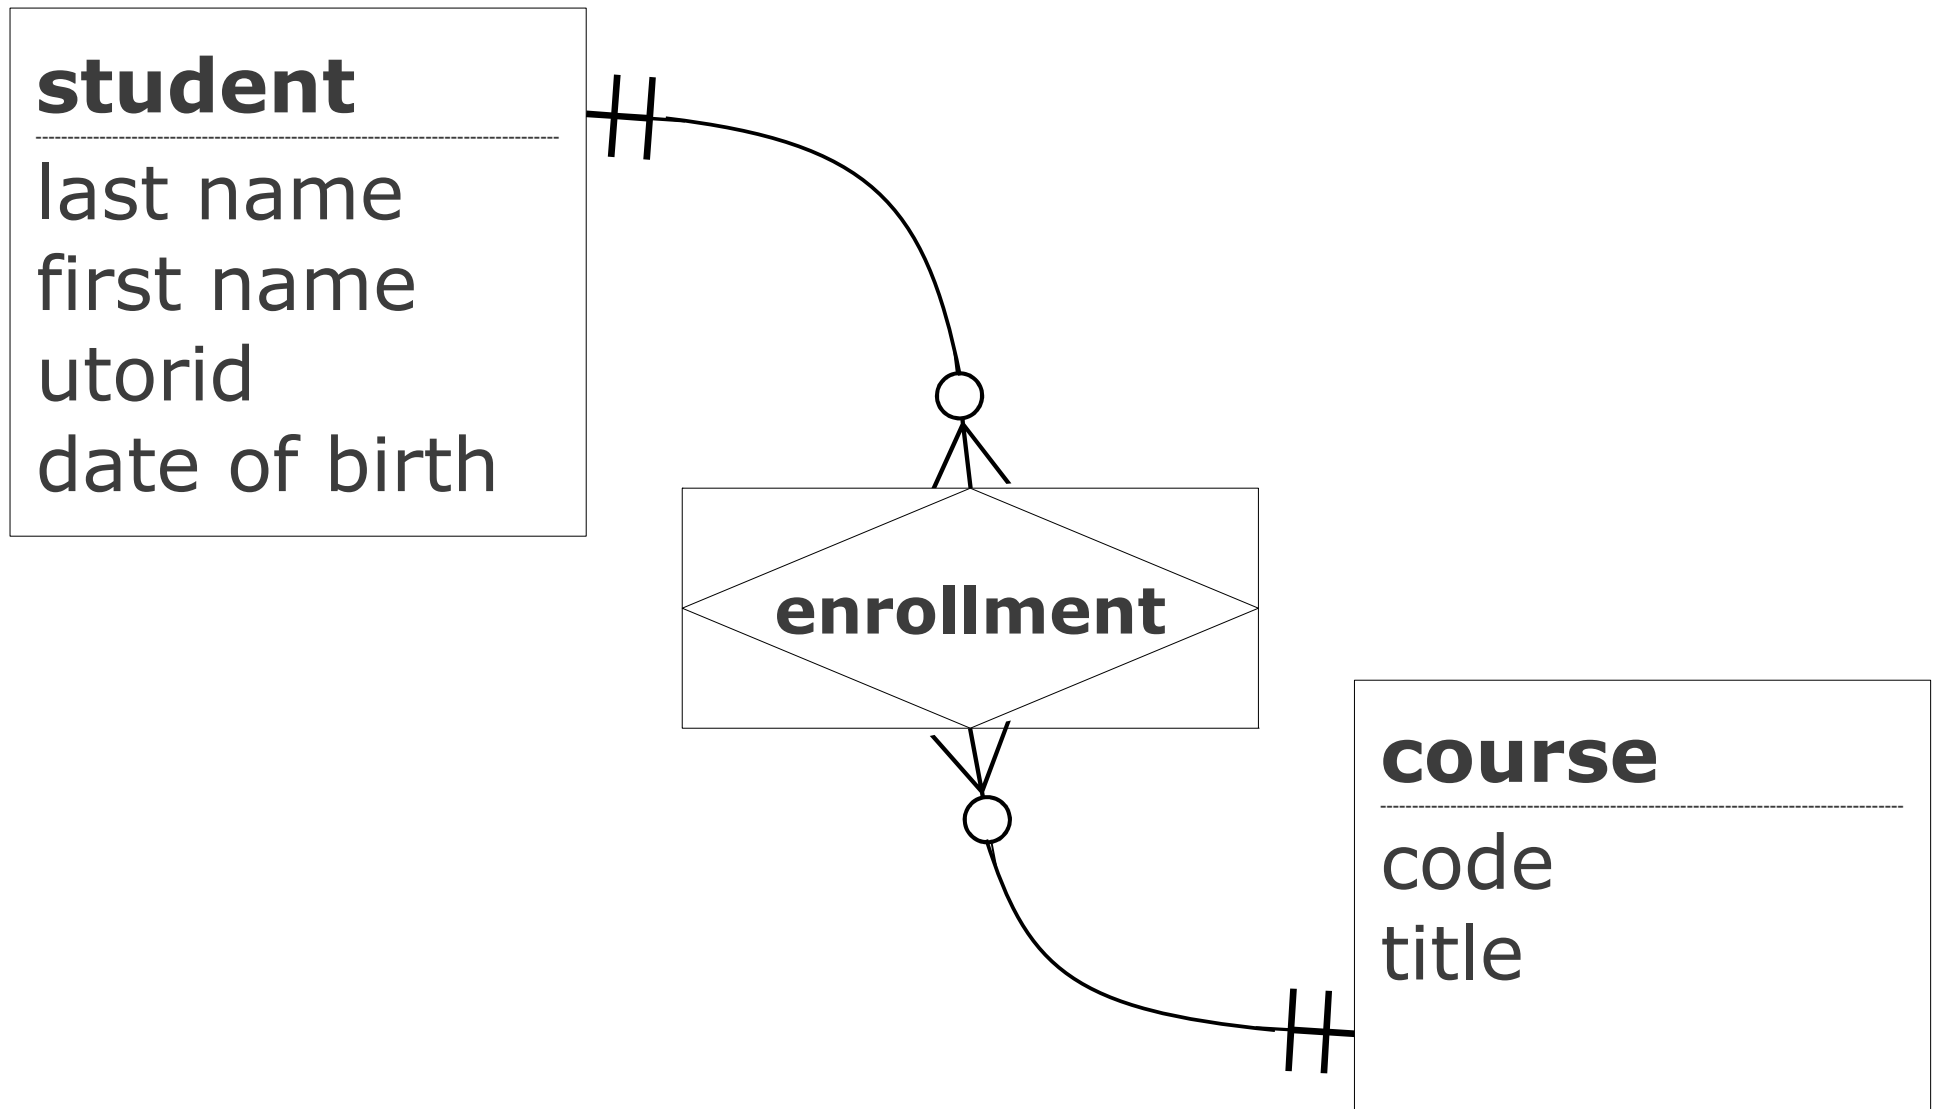 student
last name
first name
utorid
date of birth
enrollment
course
code
title